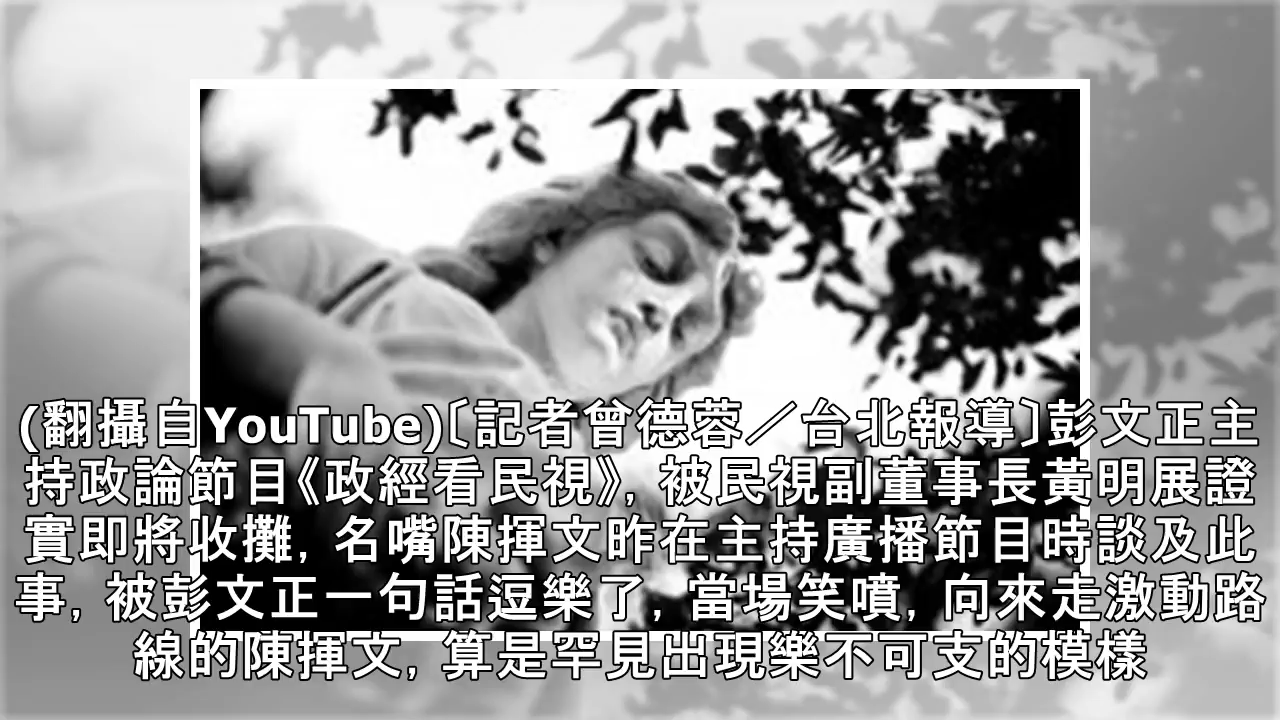 (翻攝自YouTube)〔記者曾德蓉／台北報導〕彭文正主
持政論節目《政經看民視》, 被民視副董事長黃明展證
實即將收攤, 名嘴陳揮文昨在主持廣播節目時談及此
事, 被彭文正一句話逗樂了, 當場笑噴, 向來走激動路
線的陳揮文, 算是罕見出現樂不可支的模樣